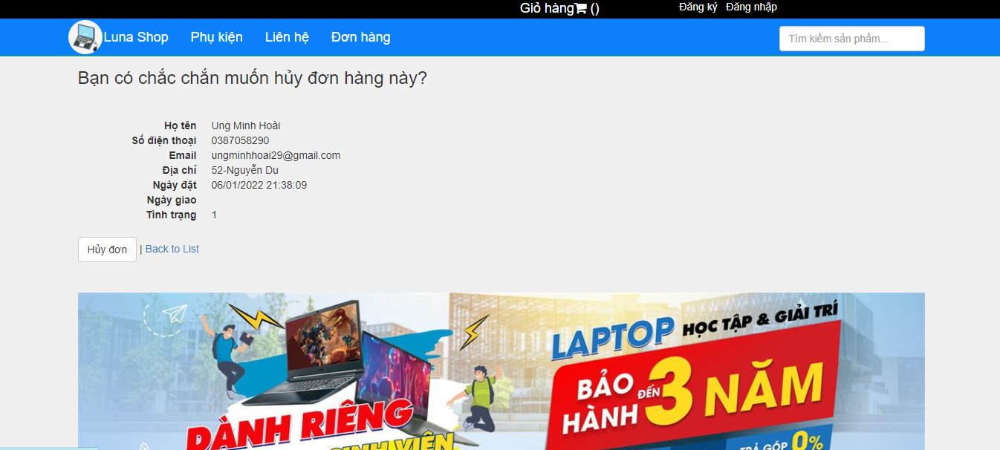 Giỏ hàng ()
Đăng ký Đăng nhập
Luna Shop Phụ kiện Liên hệ Đơn hàng
Tìm kiếm sản phẩm...
Bạn có chắc chắn muốn hủy đơn hàng này?
Họ tên Ung Minh Hoài
Số điện thoại 0387058290
Email ungminhhoai29@gmail.com
Địa chỉ 52-Nguyễn Du
Ngày đặt 06/01/2022 21:38:09
Ngày giao
Tình trạng 1
Hủy đơn | Back to List
LAPTOP HỌC TẬP & GIẢI TRÍ
BẢO HÀNH ĐẾN 3 NĂM
DÀNH RIÊNG
SINH VIÊN
TRẢ GÓP 0%